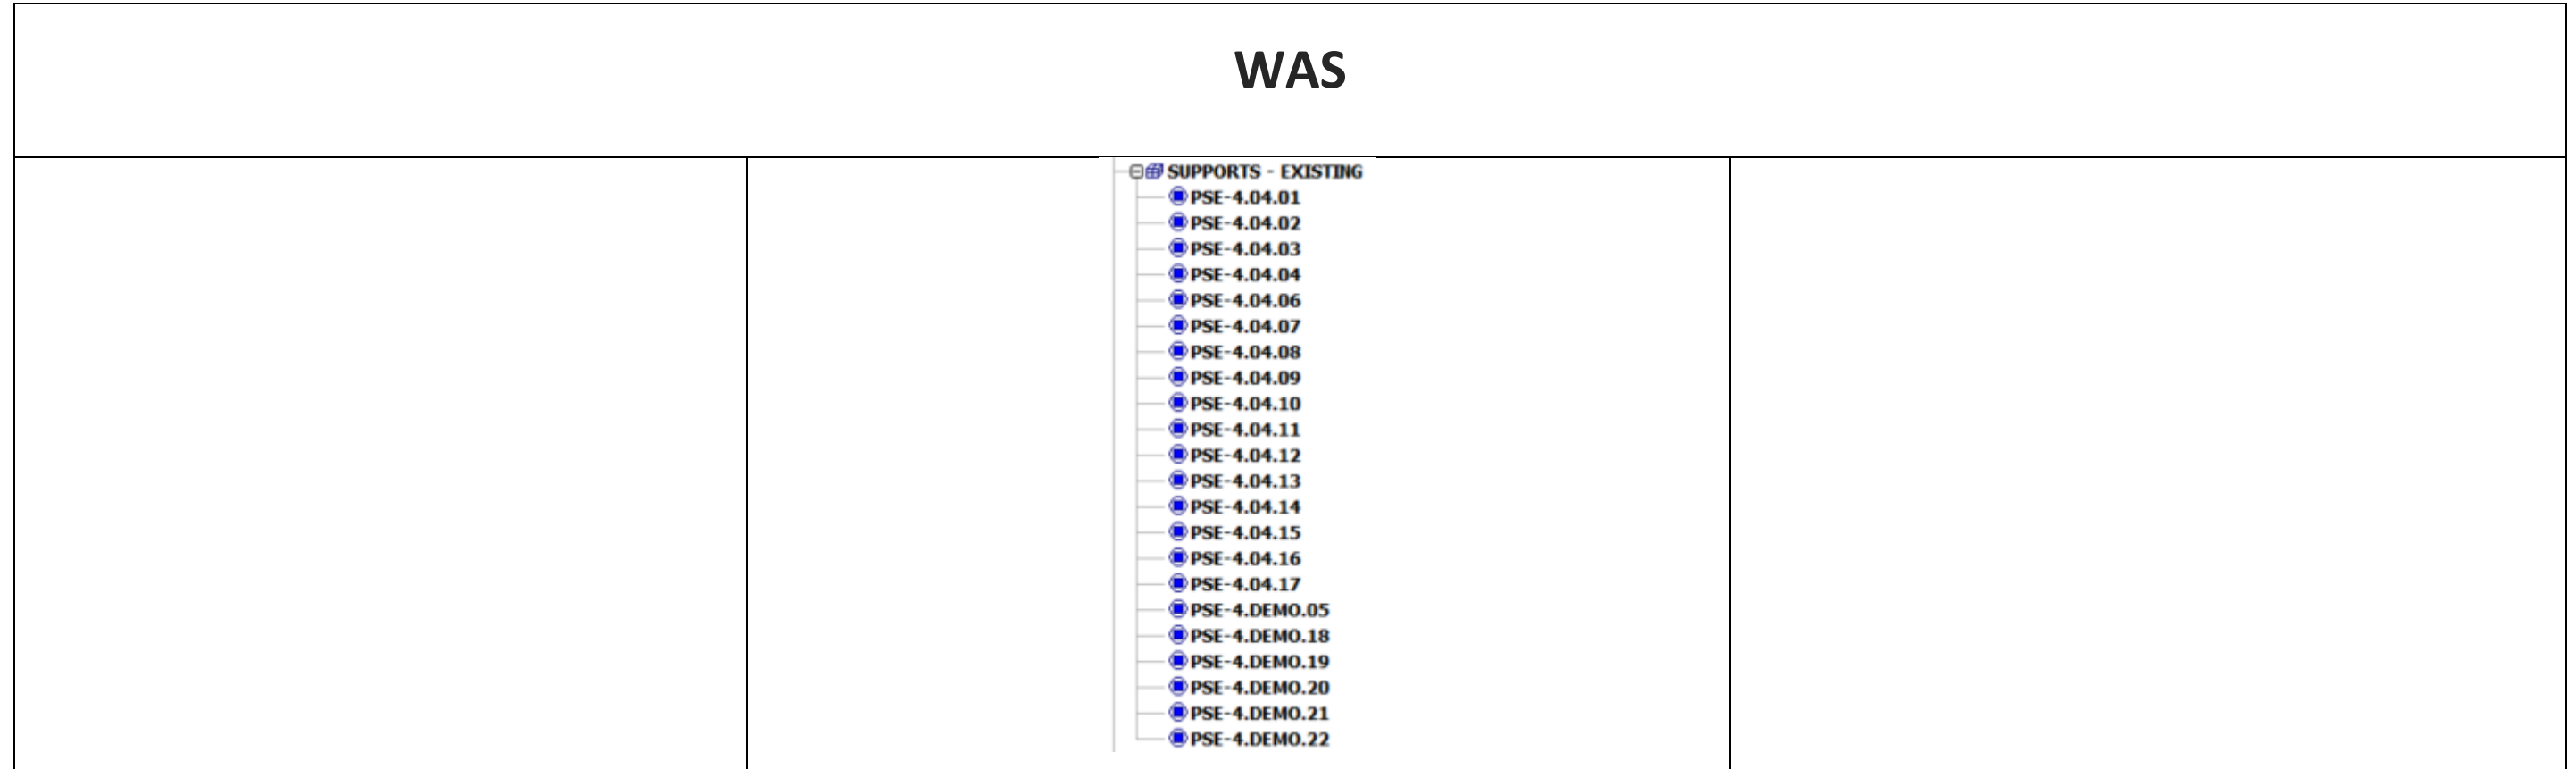 WAS
SUPPORTS - EXISTING
PSE-4.04.01
PSE-4.04.02
PSE-4.04.03
PSE-4.04.04
PSE-4.04.06
PSE-4.04.07
PSE-4.04.08
PSE-4.04.09
PSE-4.04.10
PSE-4.04.11
PSE-4.04.12
PSE-4.04.13
PSE-4.04.14
PSE-4.04.15
PSE-4.04.16
PSE-4.04.17
PSE-4.DEMO.05
PSE-4.DEMO.18
PSE-4.DEMO.19
PSE-4.DEMO.20
PSE-4.DEMO.21
PSE-4.DEMO.22